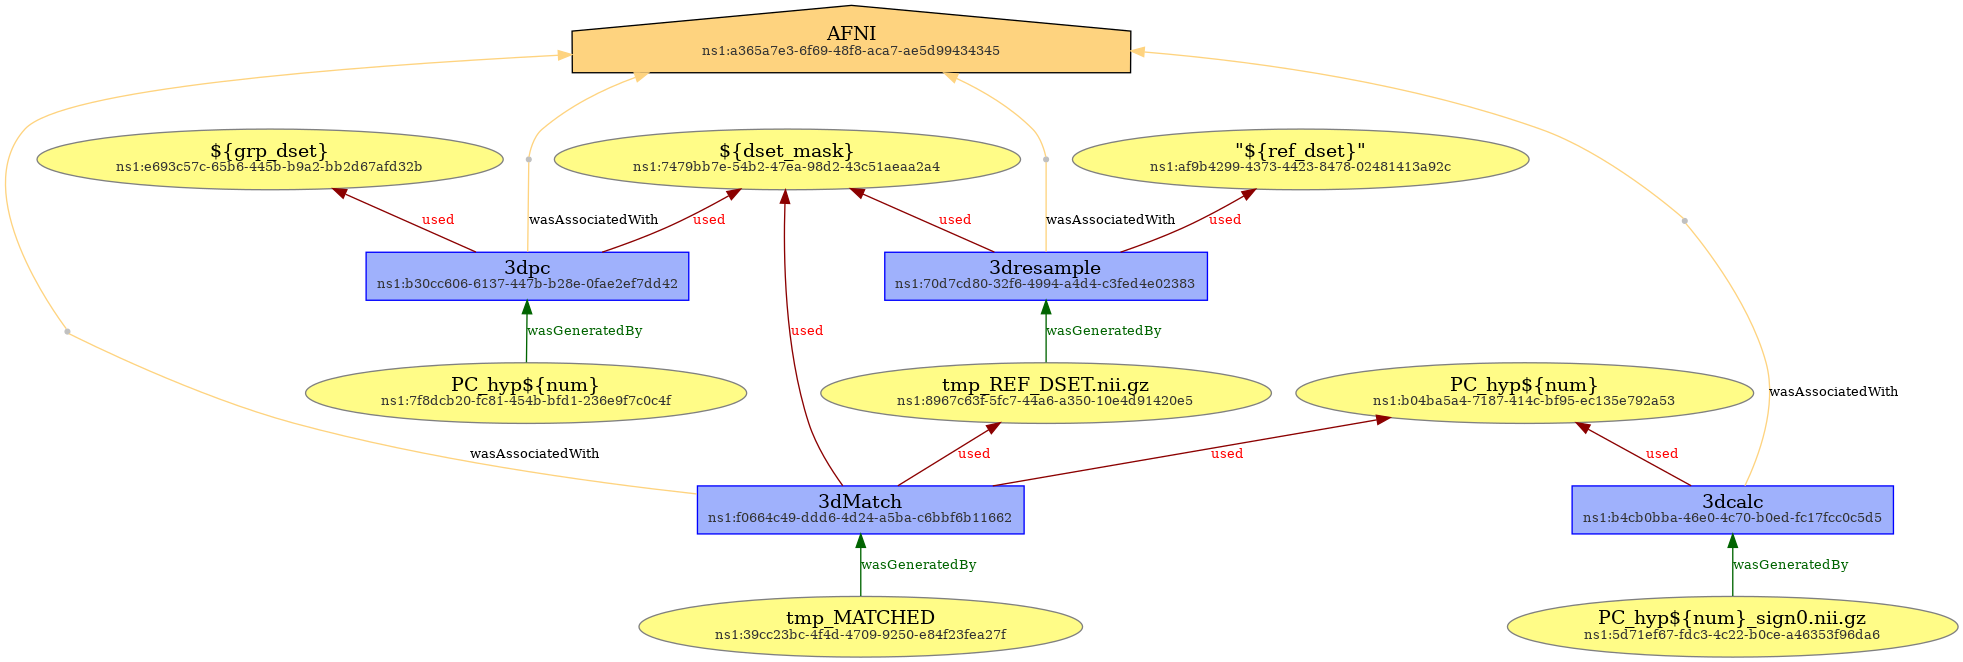 AFNI
ns1:a365a7e3-6f69-48f8-aca7-ae5d99434345
${grp_dset}
ns1:e693c57c-65b6-445b-b9a2-bb2d67afd32b
${dset_mask}
ns1:7479bb7e-54b2-47ea-98d2-43c51aeaa2a4
"${ref_dset}"
ns1:af9b4299-4373-4423-8478-02481413a92c
used
wasAssociatedWith
used
used
wasAssociatedWith
used
3dpc
ns1:b30cc606-6137-447b-b28e-0fae2ef7dd42
3dresample
ns1:70d7cd80-32f6-4994-a4d4-c3fed4e02383
wasGeneratedBy
used
wasGeneratedBy
PC_hyp${num}
ns1:7f8dcb20-fc81-454b-bfd1-236e9f7c0c4f
tmp_REF_DSET.nii.gz
ns1:8967c63f-5fc7-44a6-a350-10e4d91420e5
PC_hyp${num}
ns1:b04ba5a4-7187-414c-bf95-ec135e792a53
wasAssociatedWith
wasAssociatedWith
used
used
used
3dMatch
ns1:f0664c49-ddd6-4d24-a5ba-c6bbf6b11662
3dcalc
ns1:b4cb0bba-46e0-4c70-b0ed-fc17fcc0c5d5
wasGeneratedBy
wasGeneratedBy
tmp_MATCHED
ns1:39cc23bc-4f4d-4709-9250-e84f23fea27f
PC_hyp${num}_sign0.nii.gz
ns1:5d71ef67-fdc3-4c22-b0ce-a46353f96da6